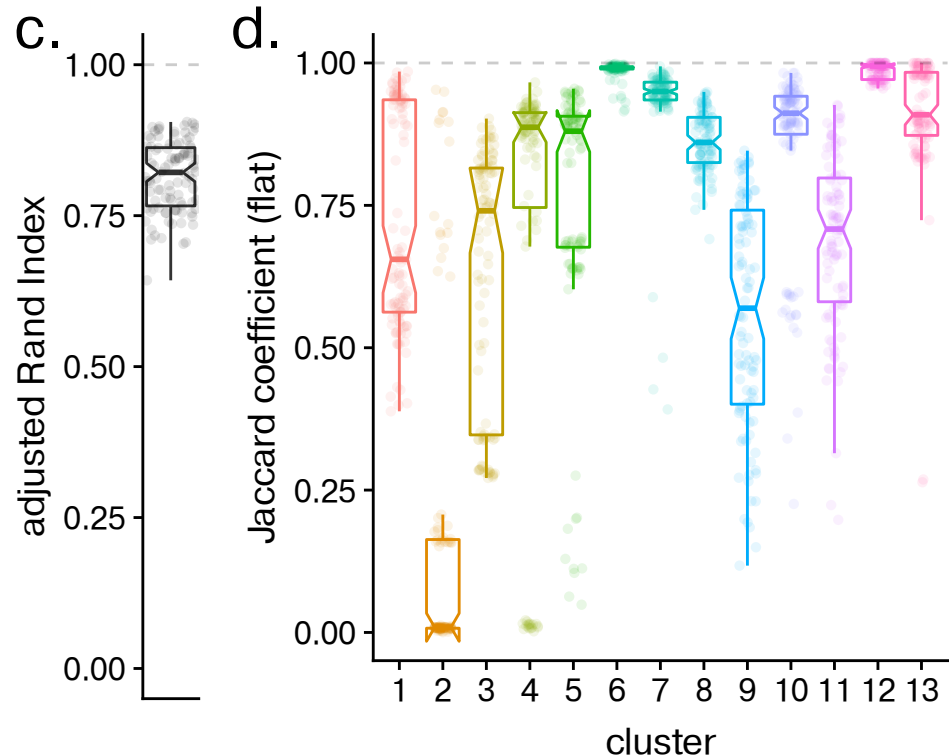 c.
adjusted Rand Index
1.00
0.75
0.50
0.25
0.00
d.
Jaccard coefficient (flat)
1.00
0.75
0.50
0.25
0.00
1 2 3 4 5 6 7 8 9 10 11 12 13
cluster